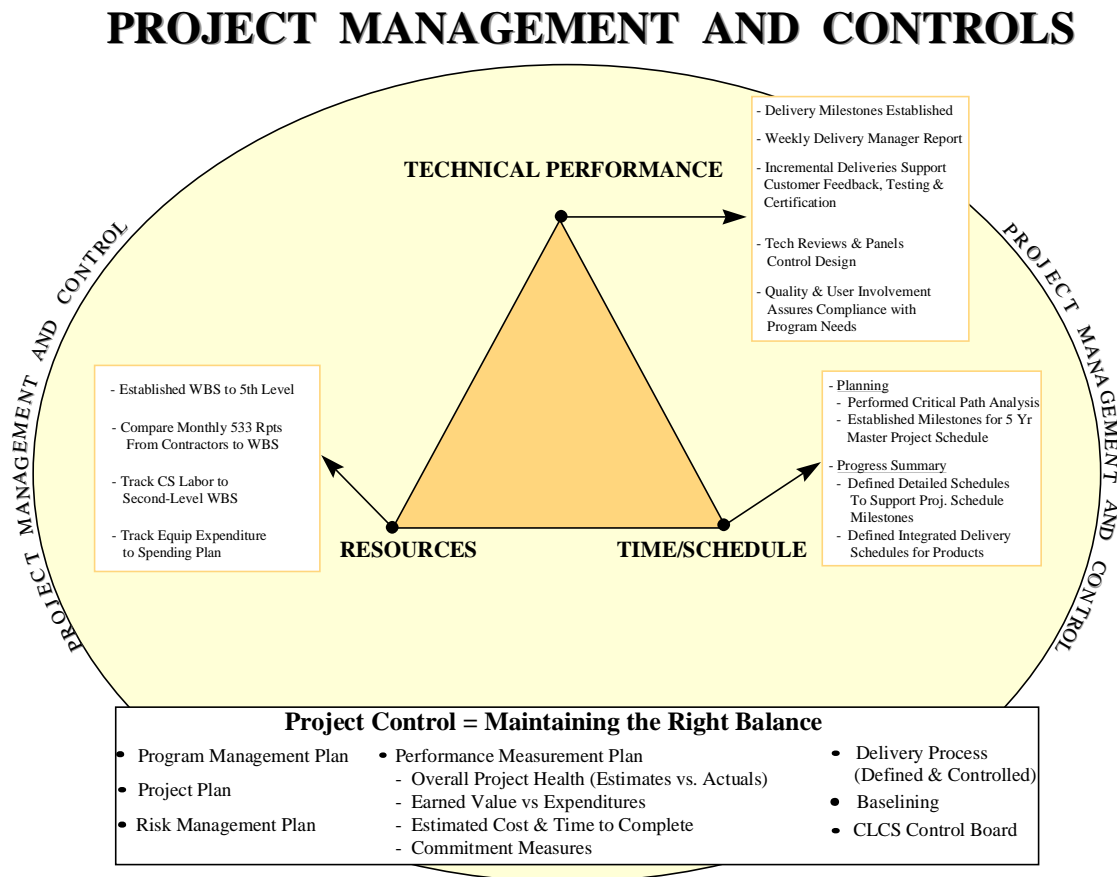 PROJECT MANAGEMENT AND CONTROLS
- Delivery Milestones Established
- Weekly Delivery Manager Report
- Incremental Deliveries Support
Customer Feedback, Testing &
Certification
- Tech Reviews & Panels
Control Design
- Quality & User Involvement
Assures Compliance with
Program Needs
TECHNICAL PERFORMANCE
PROJECT MANAGEMENT AND CONTROL
PROJECT MANAGEMENT AND CONTROL
- Established WBS to 5th Level
- Compare Monthly 533 Rpts
From Contractors to WBS
- Track CS Labor to
Second-Level WBS
- Track Equip Expenditure
to Spending Plan
RESOURCES
TIME/SCHEDULE
- Planning
- Performed Critical Path Analysis
- Established Milestones for 5 Yr
Master Project Schedule
- Progress Summary
- Defined Detailed Schedules
To Support Proj. Schedule
Milestones
- Defined Integrated Delivery
Schedules for Products
Project Control = Maintaining the Right Balance
• Program Management Plan
• Project Plan
• Risk Management Plan
• Performance Measurement Plan
- Overall Project Health (Estimates vs. Actuals)
- Earned Value vs Expenditures
- Estimated Cost & Time to Complete
- Commitment Measures
• Delivery Process
(Defined & Controlled)
• Baselining
• CLCS Control Board